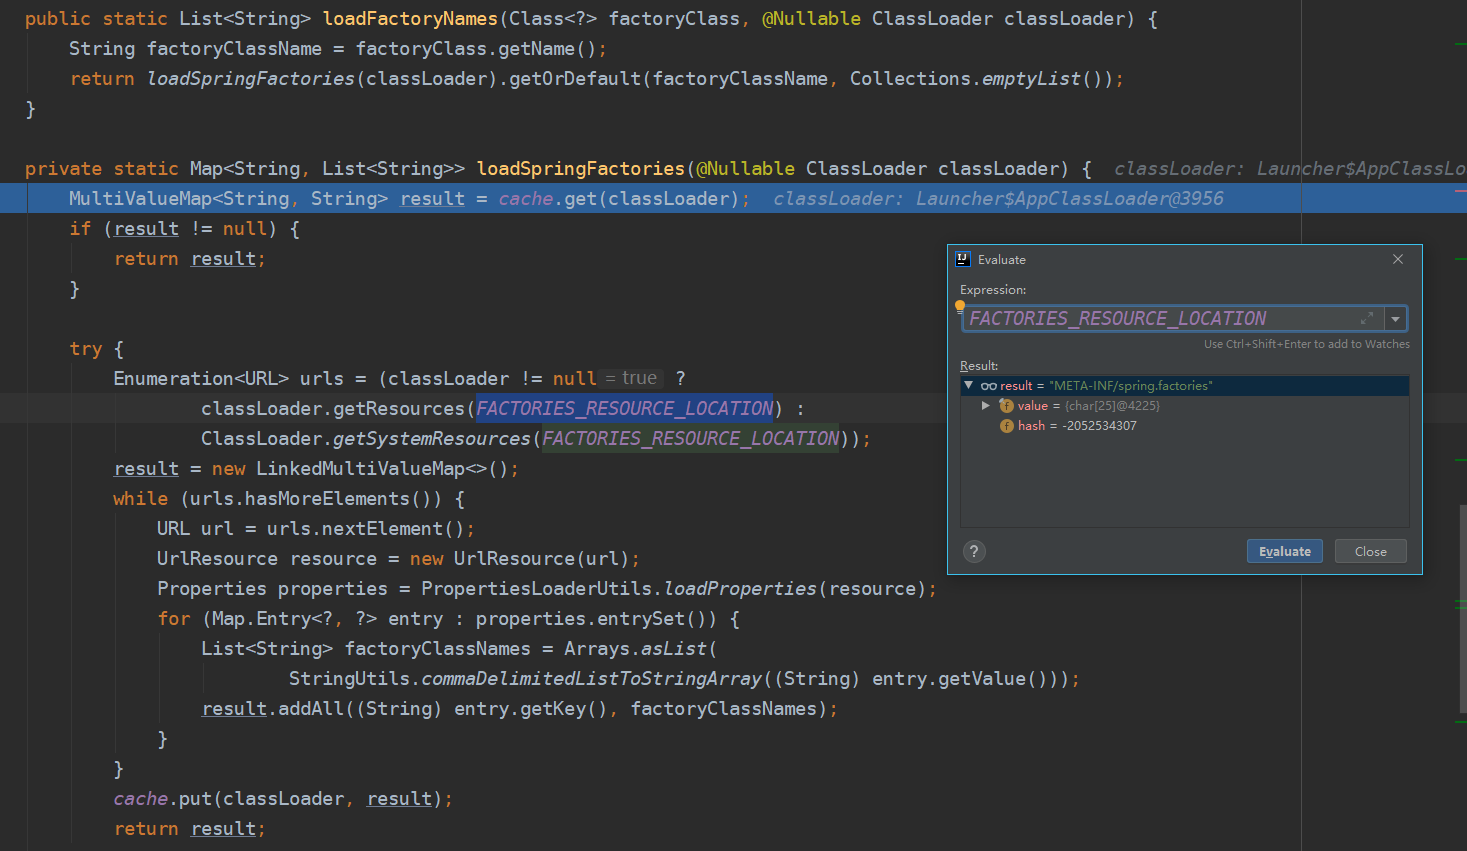 public static List<String> loadFactoryNames(Class<?> factoryClass, @Nullable ClassLoader classLoader) {
String factoryClassName = factoryClass.getName();
return loadSpringFactories(classLoader).getOrDefault(factoryClassName, Collections.emptyList());
}
private static Map<String, List<String>> loadSpringFactories(@Nullable ClassLoader classLoader) { classLoader: Launcher$AppClassLo
MultiValueMap<String, String> result = cache.get(classLoader); classLoader: Launcher$AppClassLoader@3956
if (result != null) {
return result;
}
try {
Enumeration<URL> urls = (classLoader != null = true ?
classLoader.getResources(FACTORIES_RESOURCE_LOCATION) :
ClassLoader.getSystemResources(FACTORIES_RESOURCE_LOCATION));
result = new LinkedMultiValueMap<>();
while (urls.hasMoreElements()) {
URL url = urls.nextElement();
UrlResource resource = new UrlResource(url);
Properties properties = PropertiesLoaderUtils.loadProperties(resource);
for (Map.Entry<?, ?> entry : properties.entrySet()) {
List<String> factoryClassNames = Arrays.asList(
StringUtils.commaDelimitedListToStringArray((String) entry.getValue()));
result.addAll((String) entry.getKey(), factoryClassNames);
}
}
cache.put(classLoader, result);
return result;
IJ Evaluate
Expression:
FACTORIES_RESOURCE_LOCATION
Use Ctrl+Shift+Enter to add to Watches
Result:
result = "META-INF/spring.factories"
f value = {char[25]@4225}
f hash = -2052534307
? Evaluate Close